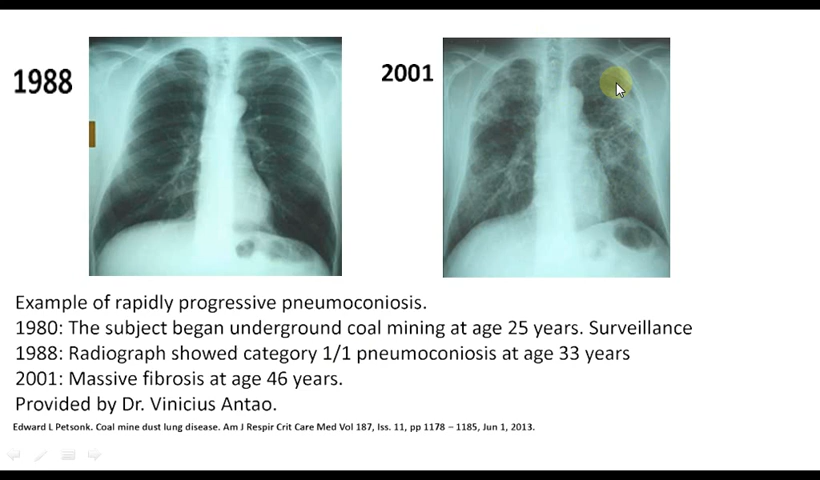 1988
2001
Example of rapidly progressive pneumoconiosis.
1980: The subject began underground coal mining at age 25 years. Surveillance
1988: Radiograph showed category 1/1 pneumoconiosis at age 33 years
2001: Massive fibrosis at age 46 years.
Provided by Dr. Vinicius Antao.
Edward L Petsonk. Coal mine dust lung disease. Am J Respir Crit Care Med Vol 187, Iss. 11, pp 1178 – 1185, Jun 1, 2013.